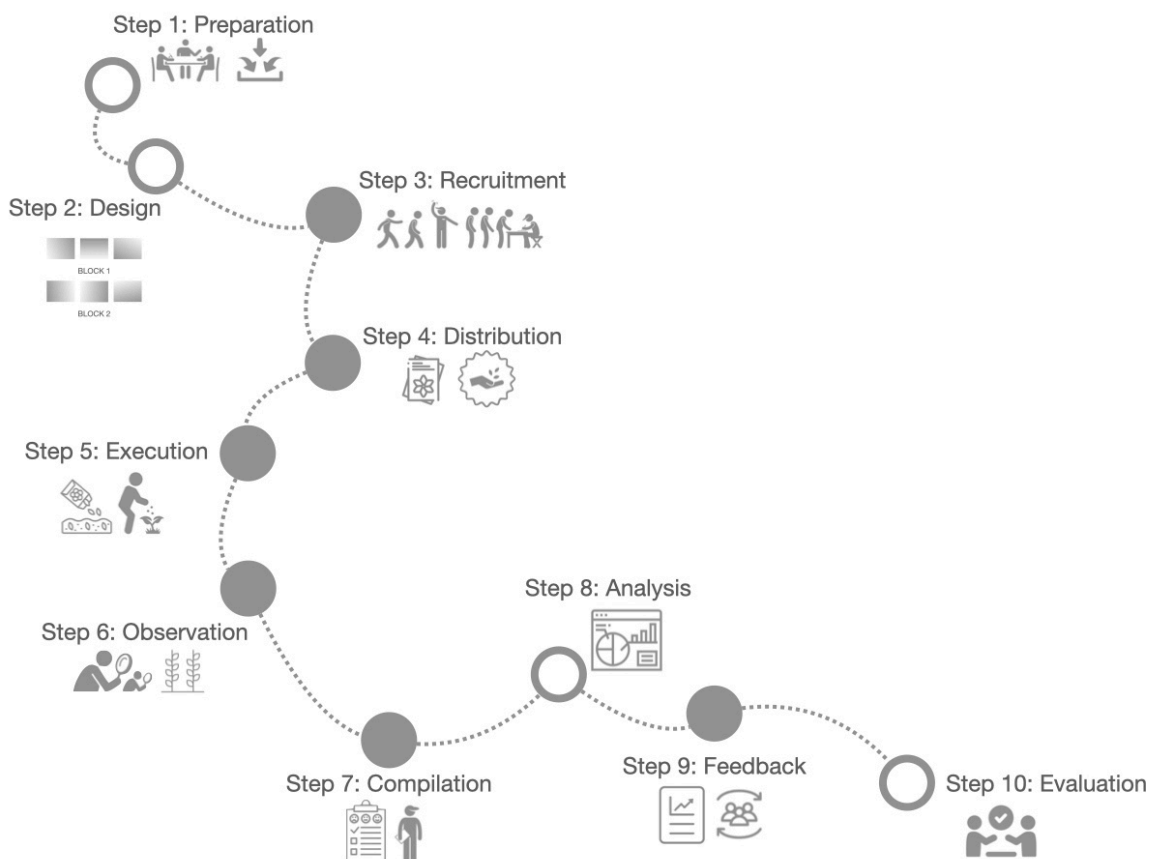 Step 1: Preparation
Step 2: Design
BLOCK 1
BLOCK 2
Step 3: Recruitment
Step 4: Distribution
Step 5: Execution
Step 6: Observation
Step 7: Compilation
Step 8: Analysis
Step 9: Feedback
Step 10: Evaluation